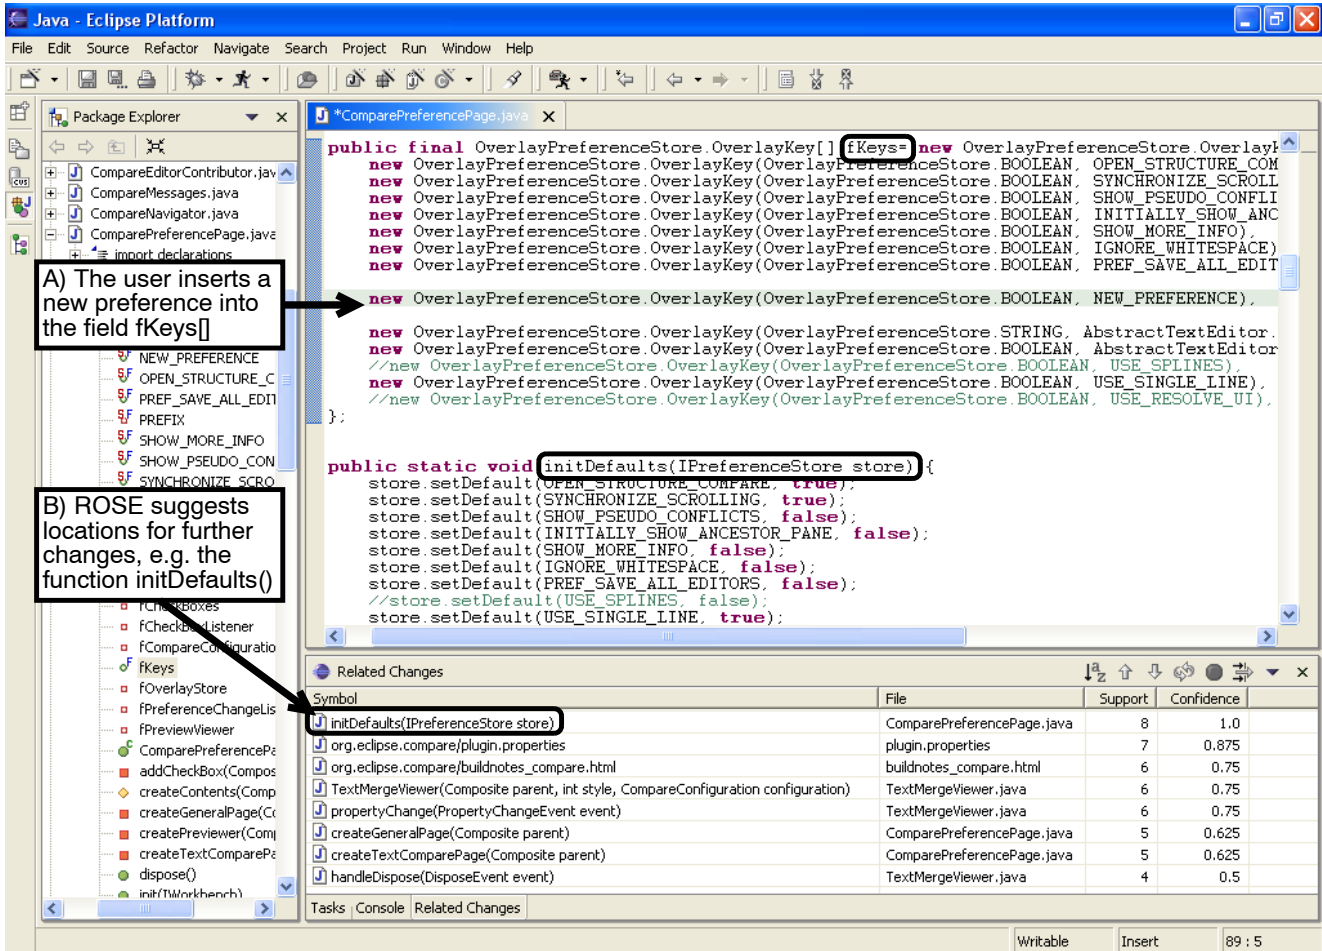 Java - Eclipse Platform
File Edit Source Refactor Navigate Search Project Run Window Help
Package Explorer
CompareEditorContributor.jav
CompareMessages.java
CompareNavigator.java
ComparePreferencePage.java
import declarations
A) The user inserts a
new preference into
the field fKeys[]
NEW_PREFERENCE
OPEN_STRUCTURE_C
PREF_SAVE_ALL_EDIT
PREFIX
SHOW_MORE_INFO
SHOW_PSEUDO_CON
SYNCHRONIZE_SCRO
B) ROSE suggests
locations for further
changes, e.g. the
function initDefaults()
fCheckBoxes
fCheckBoxListener
fCompareConfiguratio
fKeys
fOverlayStore
fPreferenceChangeLis
fPreviewViewer
ComparePreferencePa
addCheckBox(Compos
createContents(Comp
createGeneralPage(Co
createPreviewer(Comp
createTextComparePa
dispose()
init(IWorkbench)
*ComparePreferencePage.java
public final OverlayPreferenceStore.OverlayKey[] fKeys= new OverlayPreferenceStore.OverlayK
new OverlayPreferenceStore.OverlayKey(OverlayPreferenceStore.BOOLEAN, OPEN_STRUCTURE_COM
new OverlayPreferenceStore.OverlayKey(OverlayPreferenceStore.BOOLEAN, SYNCHRONIZE_SCROLL
new OverlayPreferenceStore.OverlayKey(OverlayPreferenceStore.BOOLEAN, SHOW_PSEUDO_CONFLI
new OverlayPreferenceStore.OverlayKey(OverlayPreferenceStore.BOOLEAN, INITIALLY_SHOW_ANC
new OverlayPreferenceStore.OverlayKey(OverlayPreferenceStore.BOOLEAN, SHOW_MORE_INFO),
new OverlayPreferenceStore.OverlayKey(OverlayPreferenceStore.BOOLEAN, IGNORE_WHITESPACE)
new OverlayPreferenceStore.OverlayKey(OverlayPreferenceStore.BOOLEAN, PREF_SAVE_ALL_EDIT
new OverlayPreferenceStore.OverlayKey(OverlayPreferenceStore.BOOLEAN, NEW_PREFERENCE),
new OverlayPreferenceStore.OverlayKey(OverlayPreferenceStore.STRING, AbstractTextEditor.
new OverlayPreferenceStore.OverlayKey(OverlayPreferenceStore.BOOLEAN, AbstractTextEditor
//new OverlayPreferenceStore.OverlayKey(OverlayPreferenceStore.BOOLEAN, USE_SPLINES),
new OverlayPreferenceStore.OverlayKey(OverlayPreferenceStore.BOOLEAN, USE_SINGLE_LINE),
//new OverlayPreferenceStore.OverlayKey(OverlayPreferenceStore.BOOLEAN, USE_RESOLVE_UI),
};
public static void initDefaults(IPreferenceStore store) {
store.setDefault(OPEN_STRUCTURE_COMPARE, true);
store.setDefault(SYNCHRONIZE_SCROLLING, true);
store.setDefault(SHOW_PSEUDO_CONFLICTS, false);
store.setDefault(INITIALLY_SHOW_ANCESTOR_PANE, false);
store.setDefault(SHOW_MORE_INFO, false);
store.setDefault(IGNORE_WHITESPACE, false);
store.setDefault(PREF_SAVE_ALL_EDITORS, false);
//store.setDefault(USE_SPLINES, false);
store.setDefault(USE_SINGLE_LINE, true);
Related Changes
Symbol File Support Confidence
initDefaults(IPreferenceStore store) ComparePreferencePage.java 8 1.0
org.eclipse.compare/plugin.properties plugin.properties 7 0.875
org.eclipse.compare/buildnotes_compare.html buildnotes_compare.html 6 0.75
TextMergeViewer(Composite parent, int style, CompareConfiguration configuration) TextMergeViewer.java 6 0.75
propertyChange(PropertyChangeEvent event) TextMergeViewer.java 6 0.75
createGeneralPage(Composite parent) ComparePreferencePage.java 5 0.625
createTextComparePage(Composite parent) ComparePreferencePage.java 5 0.625
handleDispose(DisposeEvent event) TextMergeViewer.java 4 0.5
Tasks Console Related Changes
Writable Insert 89 : 5